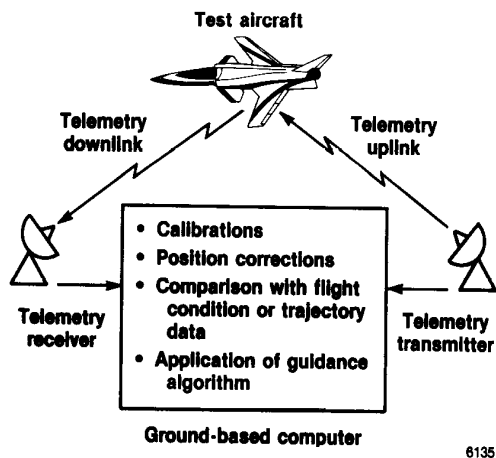 Test aircraft
Telemetry
downlink
Telemetry
uplink
• Calibrations
• Position corrections
• Comparison with flight
condition or trajectory
data
• Application of guidance
algorithm
Telemetry
receiver
Telemetry
transmitter
Ground-based computer
6135